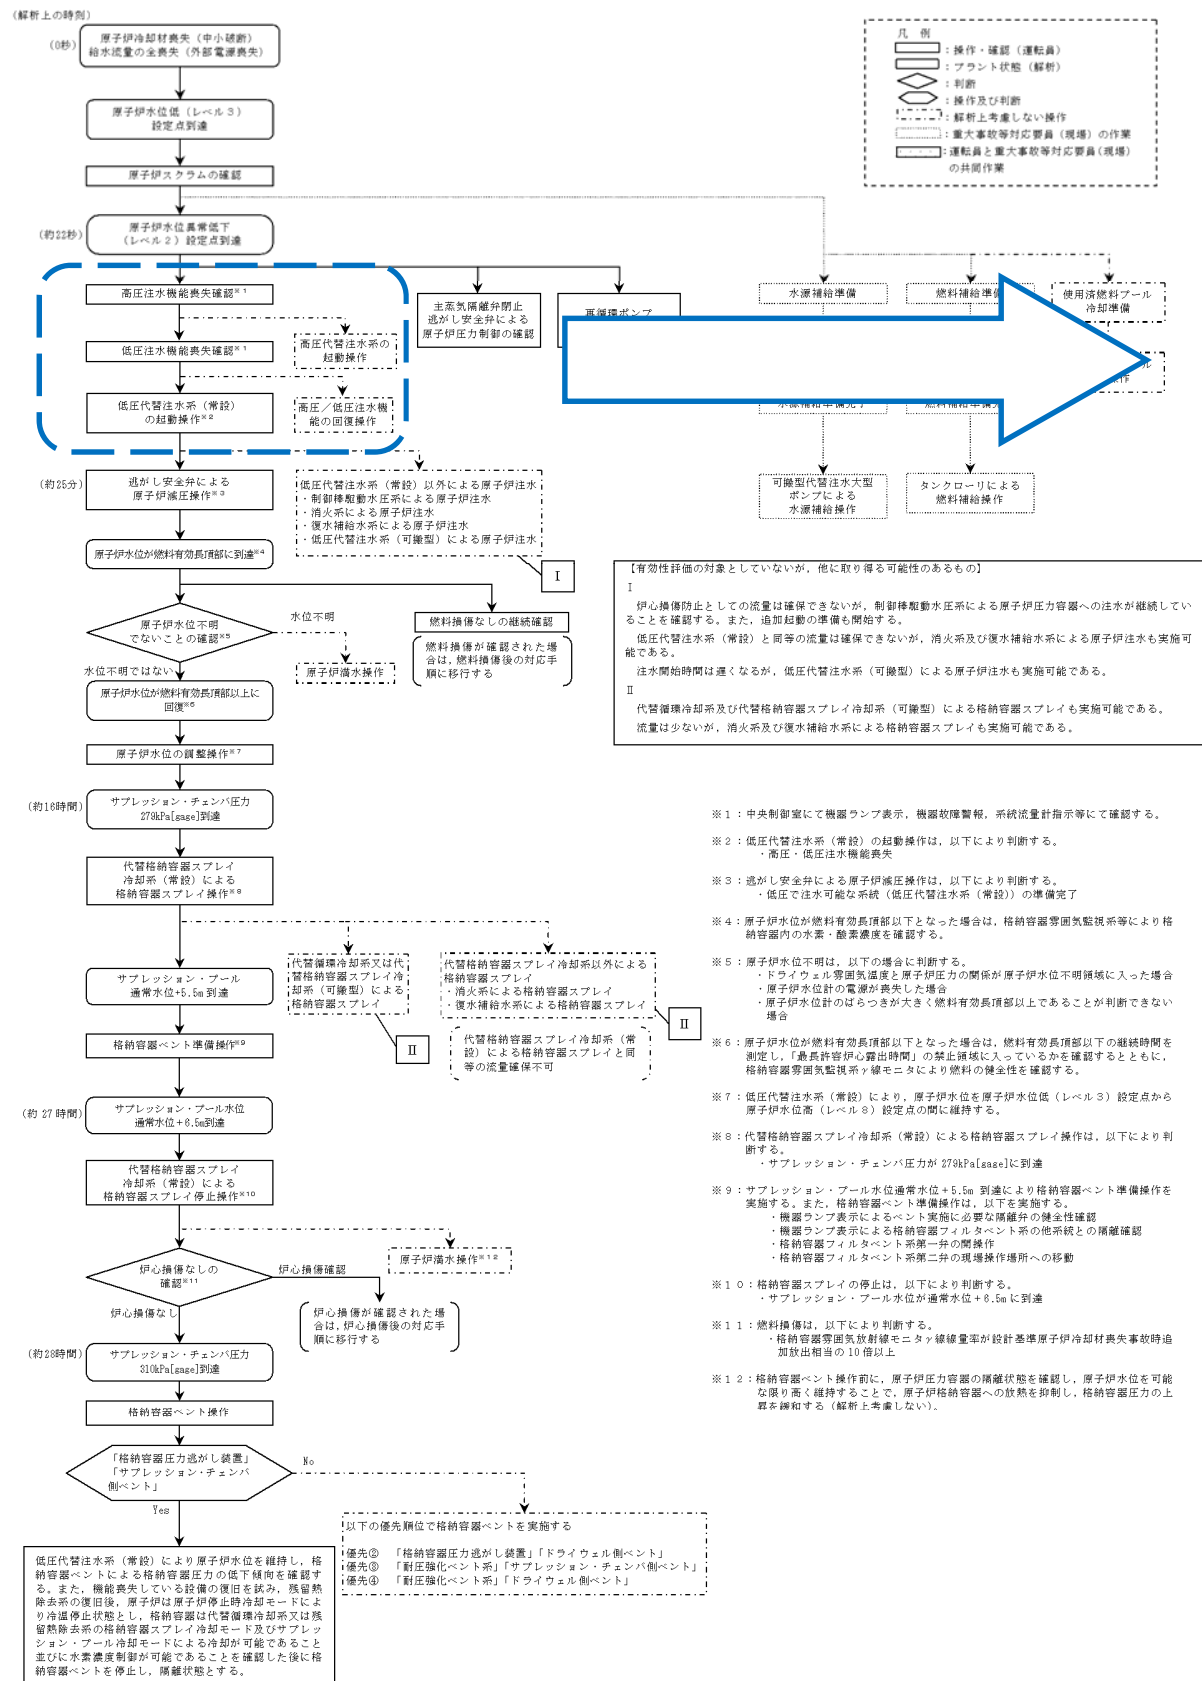 (解析上の時刻)
(0秒)
原子炉冷却材喪失（中小破断）
給水流量の全喪失（外部電源喪失）
原子炉水位低（レベル３）
設定点到達
原子炉スクラムの確認
(約22秒)
原子炉水位異常低下
（レベル２）設定点到達
高圧注水機能喪失確認※1
高圧代替注水系の
起動操作
低圧注水機能喪失確認※1
低圧代替注水系（常設）
の起動操作※2
高圧／低圧注水機
能の回復操作
主蒸気隔離弁閉止
逃がし安全弁による
原子炉圧力制御の確認
再循環ポンプ
水源補給準備
燃料補給準備
使用済燃料プール
冷却準備
水源補給準備完了
可搬型代替注水大型
ポンプによる
水源補給操作
タンクローリによる
燃料補給操作
凡　例
：操作・確認（運転員）
：プラント状態（解析）
：判断
：操作及び判断
：解析上考慮しない操作
：重大事故等対応要員（現場）の作業
：運転員と重大事故等対応要員（現場）
の共同作業
(約25分)
逃がし安全弁による
原子炉減圧操作※3
低圧代替注水系（常設）以外による原子炉注水
・制御棒駆動水圧系による原子炉注水
・消火系による原子炉注水
・復水補給水系による原子炉注水
・低圧代替注水系（可搬型）による原子炉注水
Ⅰ
原子炉水位が燃料有効長頂部に到達※4
原子炉水位不明
でないことの確認※5
水位不明
原子炉満水操作
燃料損傷なしの継続確認
燃料損傷が確認された場
合は，燃料損傷後の対応手
順に移行する
水位不明ではない
原子炉水位が燃料有効長頂部以上に
回復※6
原子炉水位の調整操作※7
【有効性評価の対象としていないが，他に取り得る可能性のあるもの】
Ⅰ
炉心損傷防止としての流量は確保できないが，制御棒駆動水圧系による原子炉圧力容器への注水が継続してい
ることを確認する。また，追加起動の準備も開始する。
低圧代替注水系（常設）と同等の流量は確保できないが，消火系及び復水補給水系による原子炉注水も実施可
能である。
注水開始時間は遅くなるが，低圧代替注水系（可搬型）による原子炉注水も実施可能である。
Ⅱ
代替循環冷却系及び代替格納容器スプレイ冷却系（可搬型）による格納容器スプレイも実施可能である。
流量は少ないが，消火系及び復水補給水系による格納容器スプレイも実施可能である。
(約16時間)
サプレッション・チェンバ圧力
279kPa[gage]到達
代替格納容器スプレイ
冷却系（常設）による
格納容器スプレイ操作※8
サプレッション・プール
通常水位+5.5m到達
代替循環冷却系又は代
替格納容器スプレイ冷
却系（可搬型）による
格納容器スプレイ
Ⅱ
代替格納容器スプレイ冷却系以外による
格納容器スプレイ
・消火系による格納容器スプレイ
・復水補給水系による格納容器スプレイ
Ⅱ
代替格納容器スプレイ冷却系（常
設）による格納容器スプレイと同
等の流量確保不可
格納容器ベント準備操作※9
(約 27時間)
サプレッション・プール水位
通常水位＋6.5m到達
代替格納容器スプレイ
冷却系（常設）による
格納容器スプレイ停止操作※10
原子炉満水操作※12
炉心損傷なしの
確認※11
炉心損傷確認
炉心損傷が確認された場
合は，炉心損傷後の対応手
順に移行する
炉心損傷なし
(約28時間)
サプレッション・チェンバ圧力
310kPa[gage]到達
格納容器ベント操作
「格納容器圧力逃がし装置」
「サプレッション・チェンバ
側ベント」
No
Yes
以下の優先順位で格納容器ベントを実施する
優先②　「格納容器圧力逃がし装置」「ドライウェル側ベント」
優先③　「耐圧強化ベント系」「サプレッション・チェンバ側ベント」
優先④　「耐圧強化ベント系」「ドライウェル側ベント」
低圧代替注水系（常設）により原子炉水位を維持し，格
納容器ベントによる格納容器圧力の低下傾向を確認す
る。また，機能喪失している設備の復旧を試み，残留熱
除去系の復旧後，原子炉は原子炉停止時冷却モードによ
り冷温停止状態とし，格納容器は代替循環冷却系又は残
留熱除去系の格納容器スプレイ冷却モード及びサプレッ
ション・プール冷却モードによる冷却が可能であること
並びに水素濃度制御が可能であることを確認した後に格
納容器ベントを停止し，隔離状態とする。
※１：中央制御室にて機器ランプ表示，機器故障警報，系統流量計指示等にて確認する。
※２：低圧代替注水系（常設）の起動操作は，以下により判断する。
・高圧・低圧注水機能喪失
※３：逃がし安全弁による原子炉減圧操作は，以下により判断する。
・低圧で注水可能な系統（低圧代替注水系（常設））の準備完了
※４：原子炉水位が燃料有効長頂部以下となった場合は，格納容器雰囲気監視系等により格
納容器内の水素・酸素濃度を確認する。
※５：原子炉水位不明は，以下の場合に判断する。
・ドライウェル雰囲気温度と原子炉圧力の関係が原子炉水位不明領域に入った場合
・原子炉水位計の電源が喪失した場合
・原子炉水位計のばらつきが大きく燃料有効長頂部以上であることが判断できない
場合
※６：原子炉水位が燃料有効長頂部以下となった場合は，燃料有効長頂部以下の継続時間を
測定し，「最長許容炉心露出時間」の禁止領域に入っているかを確認するとともに，
格納容器雰囲気監視系γ線モニタにより燃料の健全性を確認する。
※７：低圧代替注水系（常設）により，原子炉水位を原子炉水位低（レベル３）設定点から
原子炉水位高（レベル８）設定点の間に維持する。
※８：代替格納容器スプレイ冷却系（常設）による格納容器スプレイ操作は，以下により判
断する。
・サプレッション・チェンバ圧力が 279kPa[gage]に到達
※９：サプレッション・プール水位通常水位＋5.5m 到達により格納容器ベント準備操作を
実施する。また，格納容器ベント準備操作は，以下を実施する。
・機器ランプ表示によるベント実施に必要な隔離弁の健全性確認
・機器ランプ表示による格納容器フィルタベント系の他系統との隔離確認
・格納容器フィルタベント系第一弁の開操作
・格納容器フィルタベント系第二弁の現場操作場所への移動
※１０：格納容器スプレイの停止は，以下により判断する。
・サプレッション・プール水位が通常水位＋6.5mに到達
※１１：燃料損傷は，以下により判断する。
・格納容器雰囲気放射線モニタγ線線量率が設計基準原子炉冷却材喪失事故時追
加放出相当の10倍以上
※１２：格納容器ベント操作前に，原子炉圧力容器の隔離状態を確認し，原子炉水位を可能
な限り高く維持することで，原子炉格納容器への放熱を抑制し，格納容器圧力の上
昇を緩和する（解析上考慮しない）。